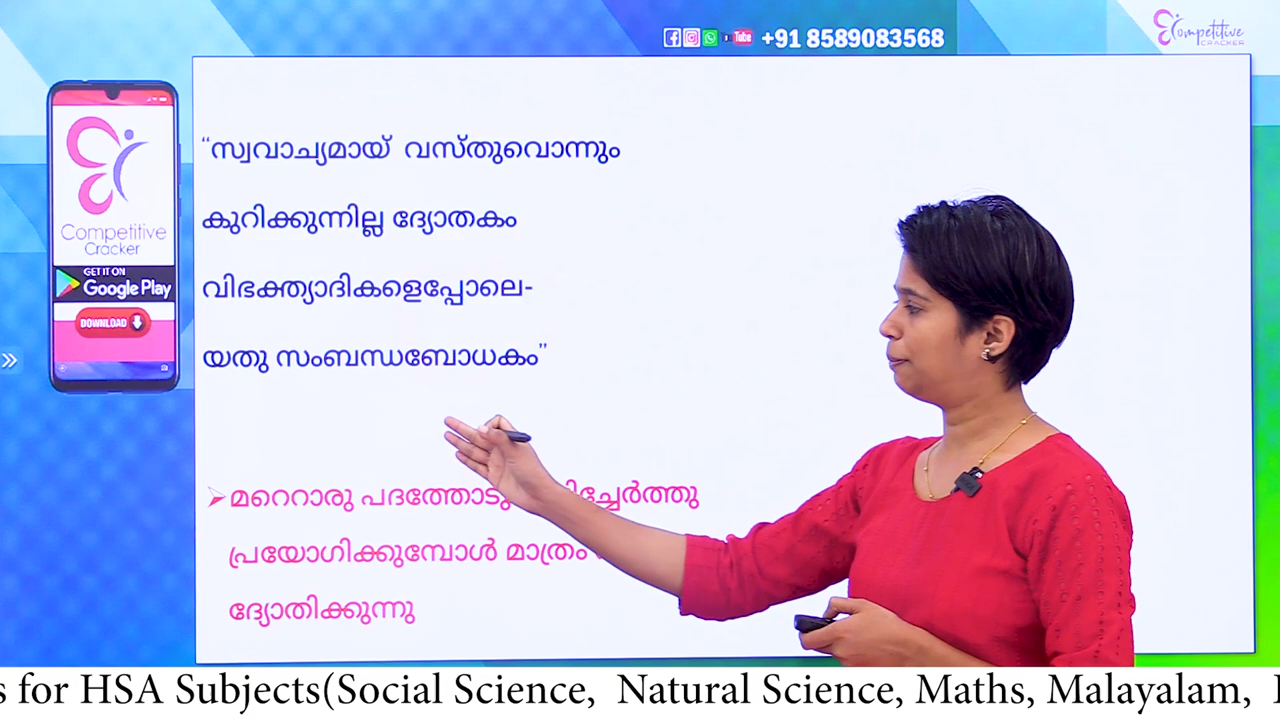 +91 8589083568
Competitive
CRACKER
Competitive
Cracker
GET IT ON
Google Play
DOWNLOAD
“സ്വവാച്യമായ് വസ്തുവൊന്നും
കുറിക്കുന്നില്ല ദ്യോതകം
വിഭക്ത്യാദികളെപ്പോലെ-
യതു സംബന്ധബോധകം”
മറെറാരു പദത്തോടു
പ്രയോഗിക്കുമ്പോൾ മാത്രം
ദ്യോതിക്കുന്നു
s for HSA Subjects(Social Science, Natural Science, Maths, Malayalam,